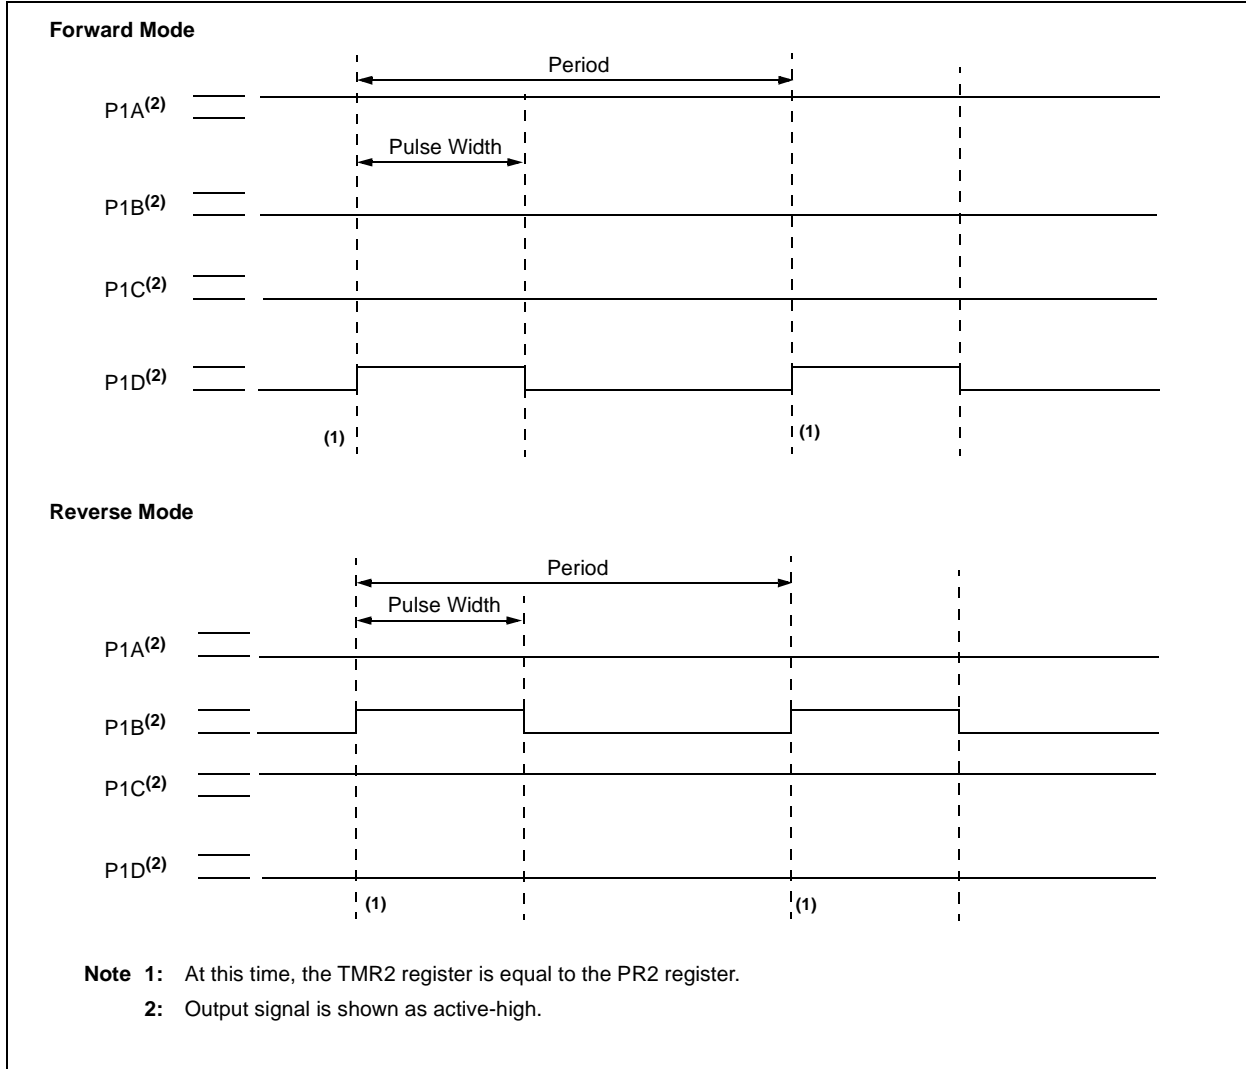 Forward Mode
Period
P1A(2)
Pulse Width
P1B(2)
P1C(2)
P1D(2)
(1)
(1)
Reverse Mode
Period
Pulse Width
P1A(2)
P1B(2)
P1C(2)
P1D(2)
(1)
(1)
Note 1: At this time, the TMR2 register is equal to the PR2 register.
2: Output signal is shown as active-high.